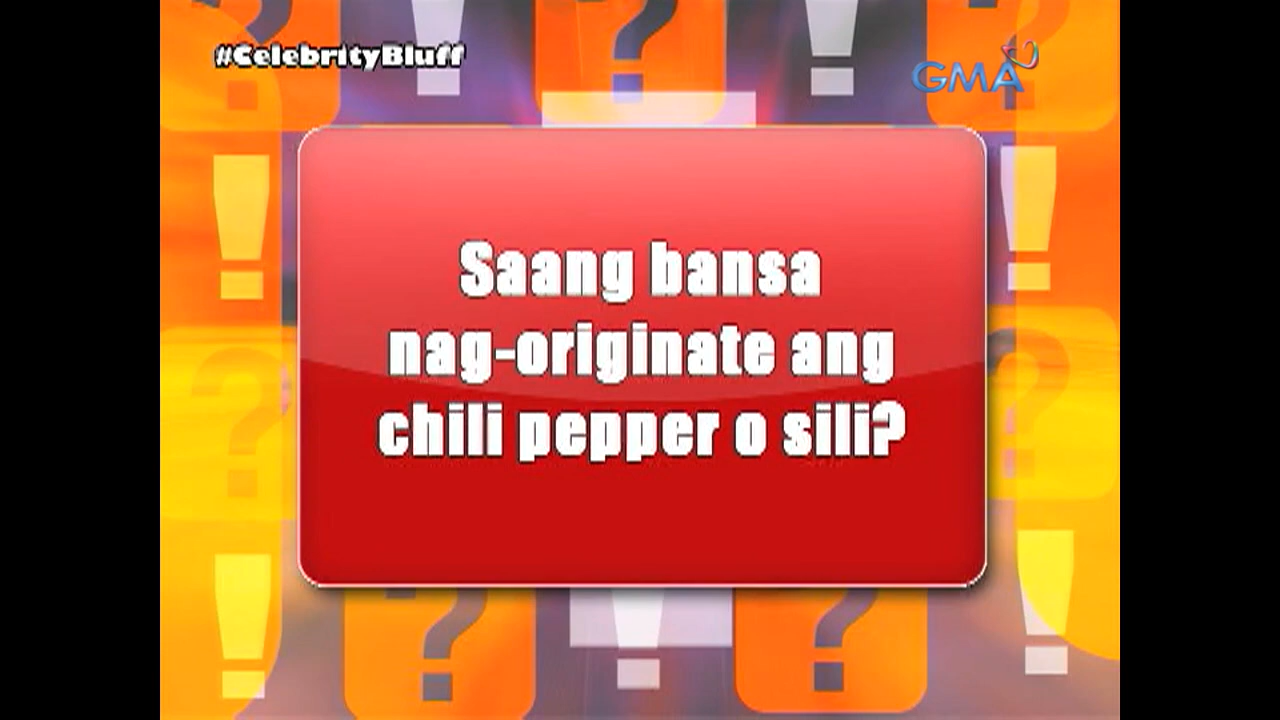 #CelebrityBluff
GMA
Saang bansa
nag-originate ang
chili pepper o sili?